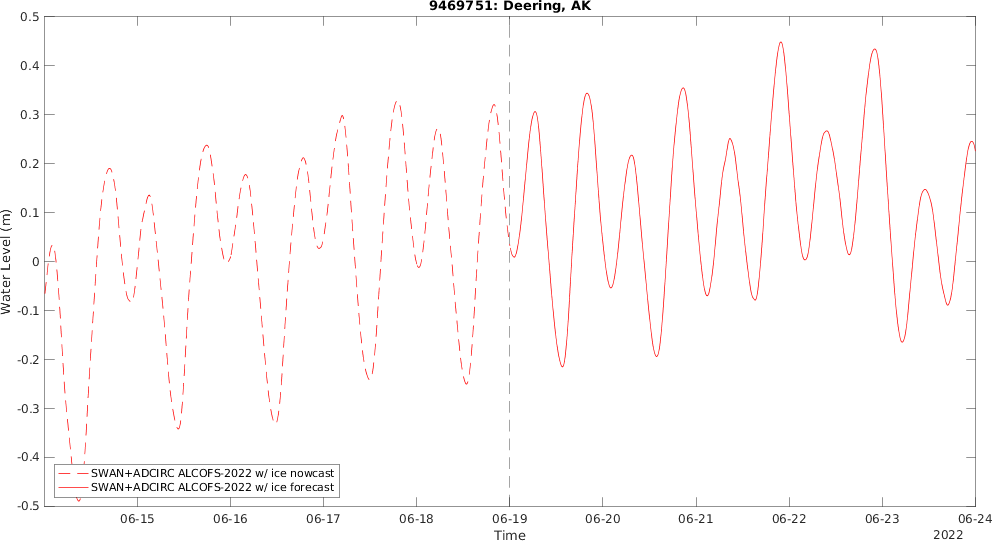 9469751: Deering, AK
0.5
0.4
0.3
0.2
0.1
0
-0.1
-0.2
-0.3
-0.4
-0.5
Water Level (m)
SWAN+ADCIRC ALCOFS-2022 w/ ice nowcast
SWAN+ADCIRC ALCOFS-2022 w/ ice forecast
06-15 06-16 06-17 06-18 06-19 06-20 06-21 06-22 06-23 06-24
Time
2022